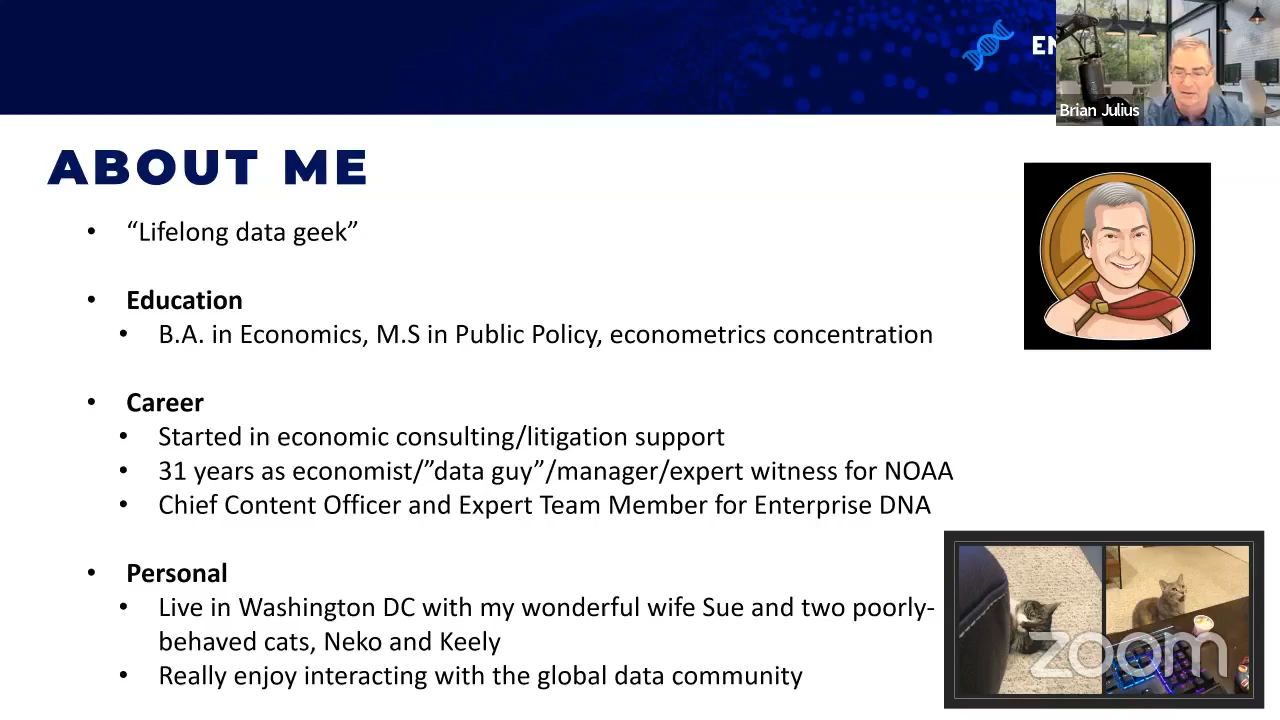 EN
Brian Julius
ABOUT ME
• “Lifelong data geek”
• Education
• B.A. in Economics, M.S in Public Policy, econometrics concentration
• Career
• Started in economic consulting/litigation support
• 31 years as economist/”data guy”/manager/expert witness for NOAA
• Chief Content Officer and Expert Team Member for Enterprise DNA
• Personal
• Live in Washington DC with my wonderful wife Sue and two poorly-
behaved cats, Neko and Keely
• Really enjoy interacting with the global data community
zoom